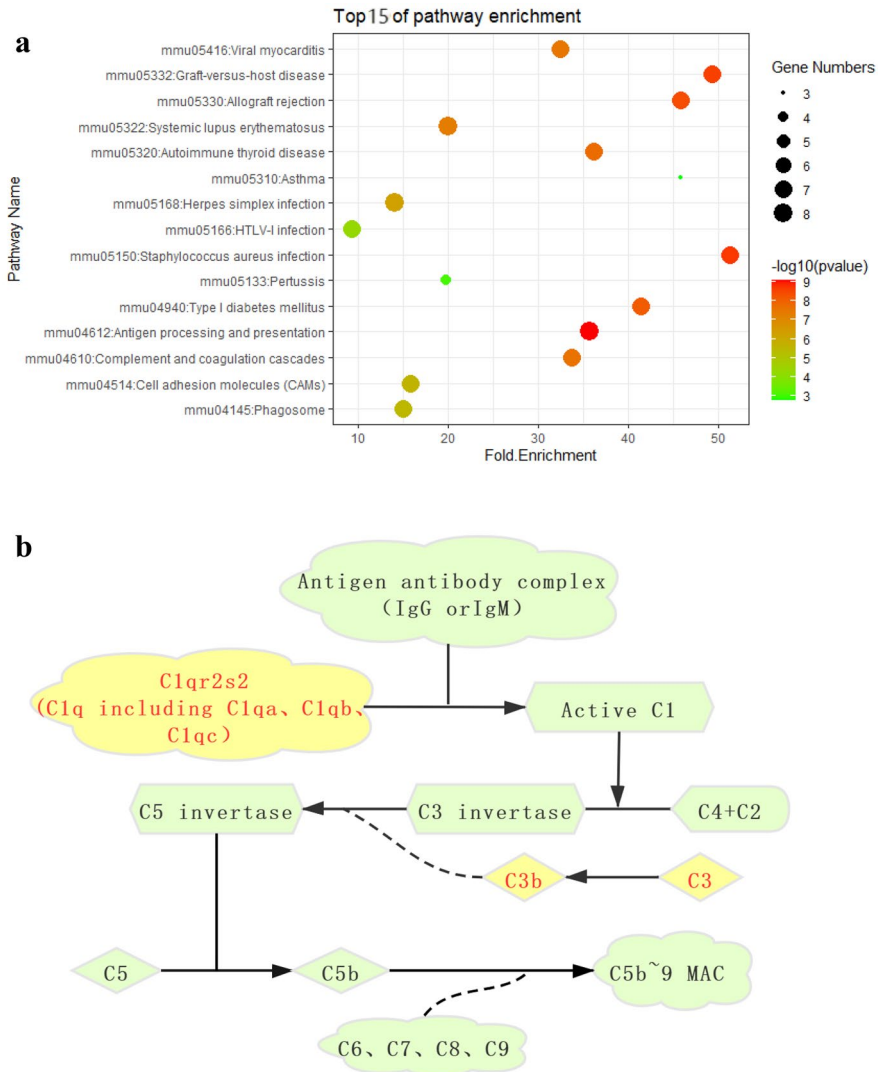 Top 15 of pathway enrichment
a
mmu05416:Viral myocarditis
mmu05332:Graft-versus-host disease
mmu05330:Allograft rejection
mmu05322:Systemic lupus erythematosus
mmu05320:Autoimmune thyroid disease
mmu05310:Asthma
mmu05168:Herpes simplex infection
mmu05166:HTLV-I infection
mmu05150:Staphylococcus aureus infection
mmu05133:Pertussis
mmu04940:Type I diabetes mellitus
mmu04612:Antigen processing and presentation
mmu04610:Complement and coagulation cascades
mmu04514:Cell adhesion molecules (CAMs)
mmu04145:Phagosome
Pathway Name
10 20 30 40 50
Fold.Enrichment
Gene Numbers
3
4
5
6
7
8
-log10(pvalue)
9
8
7
6
5
4
3
b
Antigen antibody complex
(IgG orIgM)
C1qr2s2
(C1q including C1qa、C1qb、
C1qc)
Active C1
C5 invertase
C3 invertase
C4+C2
C3b
C3
C5
C5b
C5b~9 MAC
C6、C7、C8、C9